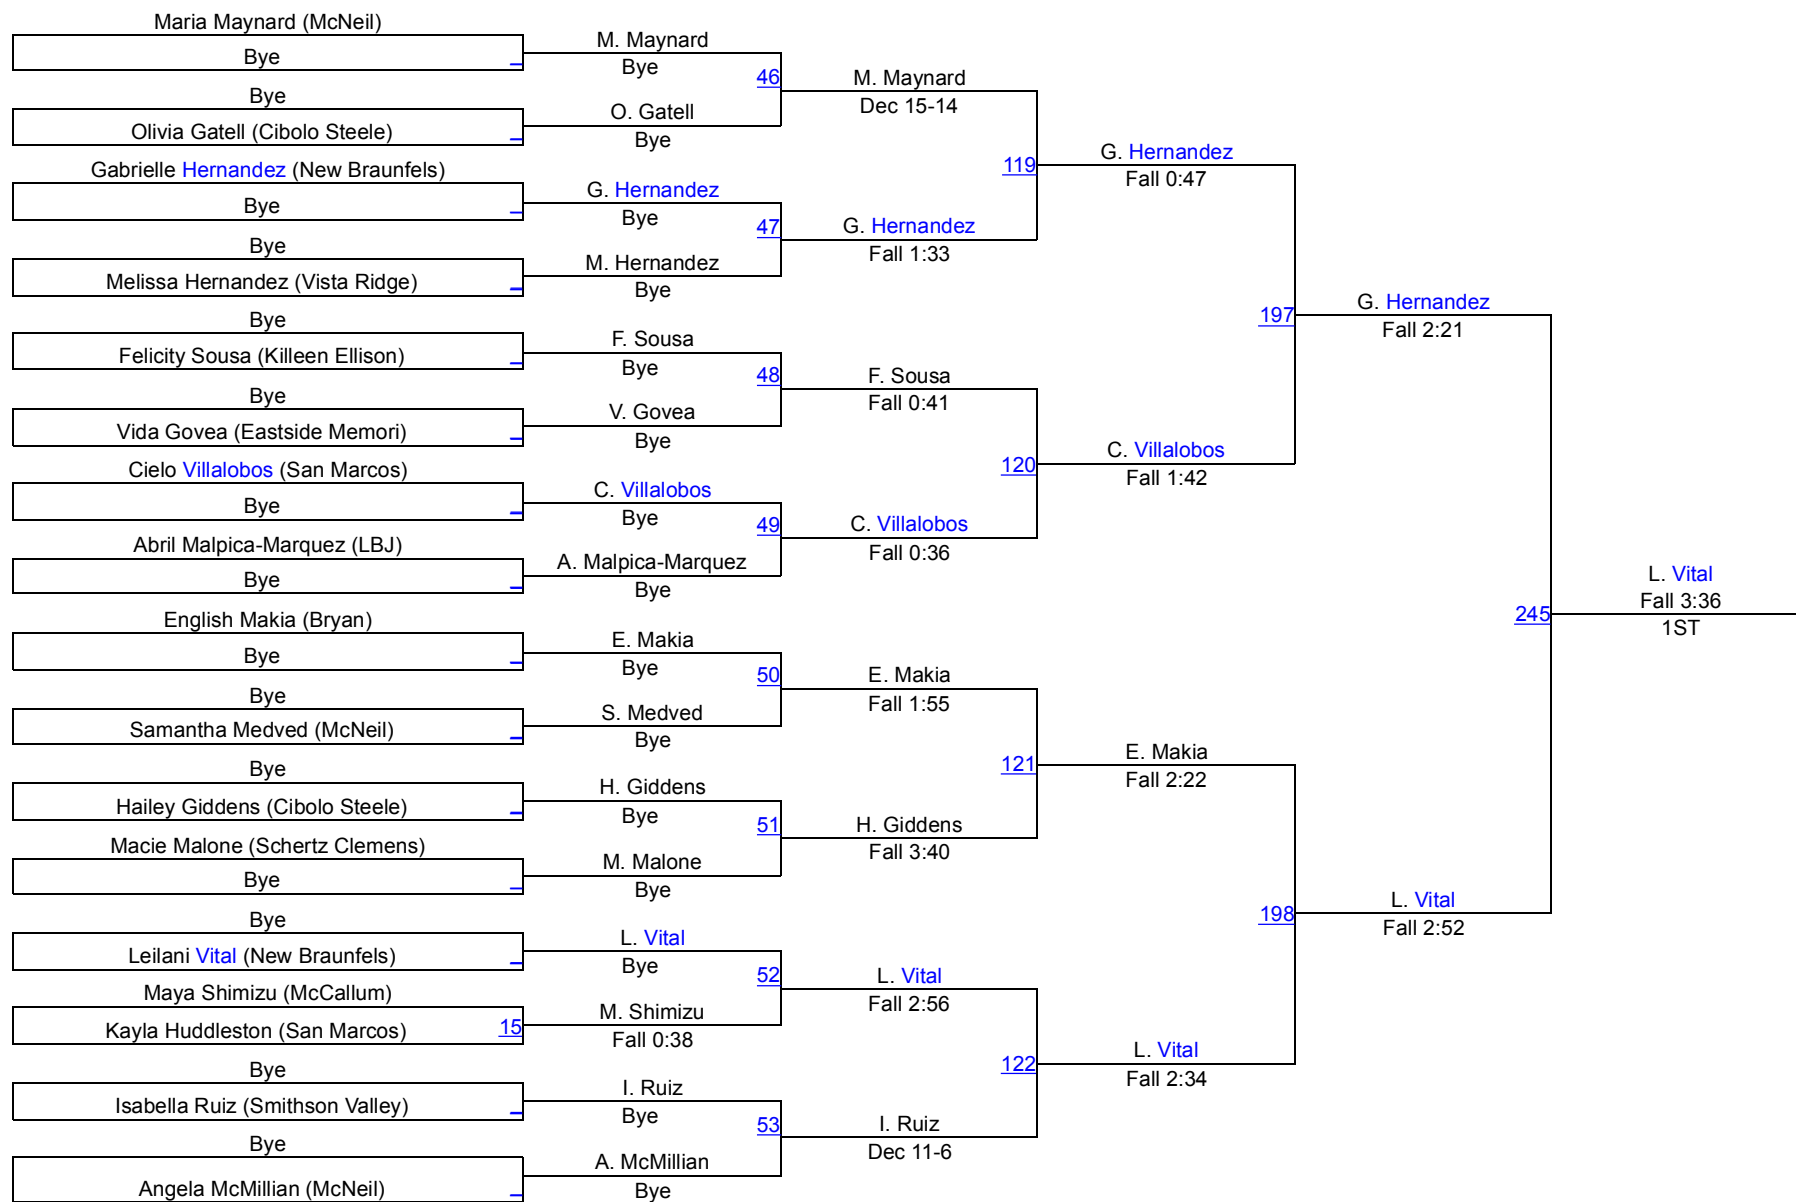 Maria Maynard (McNeil)
Bye
Bye
Olivia Gatell (Cibolo Steele)
Gabrielle Hernandez (New Braunfels)
Bye
Bye
Melissa Hernandez (Vista Ridge)
Bye
Felicity Sousa (Killeen Ellison)
Bye
Vida Govea (Eastside Memori)
Cielo Villalobos (San Marcos)
Bye
Abril Malpica-Marquez (LBJ)
Bye
English Makia (Bryan)
Bye
Bye
Samantha Medved (McNeil)
Bye
Hailey Giddens (Cibolo Steele)
Macie Malone (Schertz Clemens)
Bye
Bye
Leilani Vital (New Braunfels)
Maya Shimizu (McCallum)
Kayla Huddleston (San Marcos)
15
Bye
Isabella Ruiz (Smithson Valley)
Bye
Angela McMillian (McNeil)
M. Maynard
Bye
46
O. Gatell
Bye
G. Hernandez
Bye
47
M. Hernandez
Bye
F. Sousa
Bye
48
V. Govea
Bye
C. Villalobos
Bye
49
A. Malpica-Marquez
Bye
E. Makia
Bye
50
S. Medved
Bye
H. Giddens
Bye
51
M. Malone
Bye
L. Vital
Bye
52
M. Shimizu
Fall 0:38
I. Ruiz
Bye
53
A. McMillian
Bye
M. Maynard
Dec 15-14
119
G. Hernandez
Fall 1:33
F. Sousa
Fall 0:41
120
C. Villalobos
Fall 0:36
E. Makia
Fall 1:55
121
H. Giddens
Fall 3:40
L. Vital
Fall 2:56
122
I. Ruiz
Dec 11-6
G. Hernandez
Fall 0:47
197
C. Villalobos
Fall 1:42
E. Makia
Fall 2:22
198
L. Vital
Fall 2:34
G. Hernandez
Fall 2:21
245
L. Vital
Fall 2:52
L. Vital
Fall 3:36
1ST